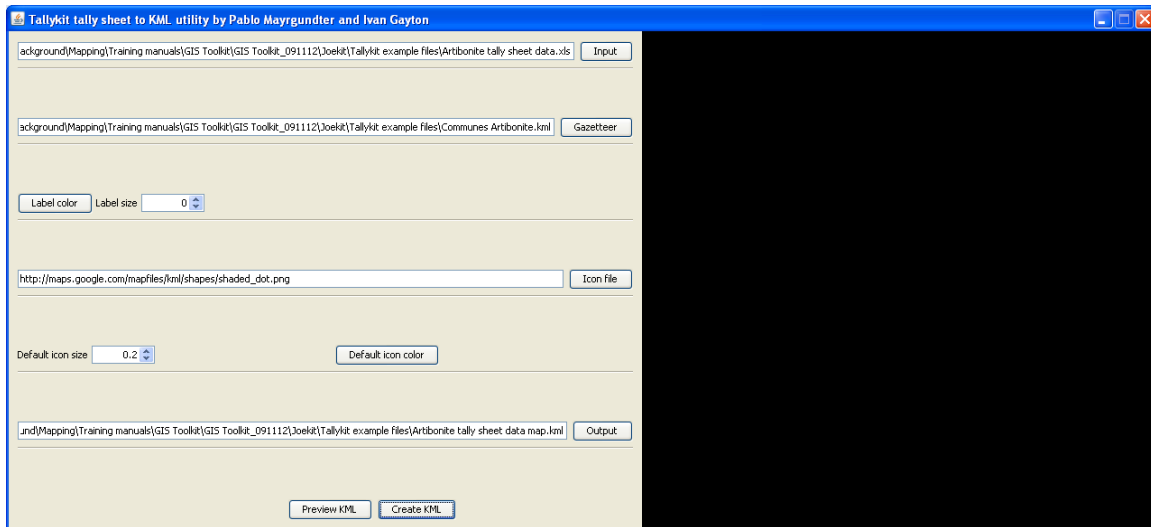 Tallykit tally sheet to KML utility by Pablo Mayrgundter and Ivan Gayton
ackground\Mapping\Training manuals\GIS Toolkit\GIS Toolkit_091112\Joekit\Tallykit example files\Artibonite tally sheet data.xls Input
ackground\Mapping\Training manuals\GIS Toolkit\GIS Toolkit_091112\Joekit\Tallykit example files\Communes Artibonite.kml Gazetteer
Label color Label size 0
http://maps.google.com/mapfiles/kml/shapes/shaded_dot.png Icon file
Default icon size 0.2 Default icon color
und\Mapping\Training manuals\GIS Toolkit\GIS Toolkit_091112\Joekit\Tallykit example files\Artibonite tally sheet data map.kml Output
Preview KML Create KML